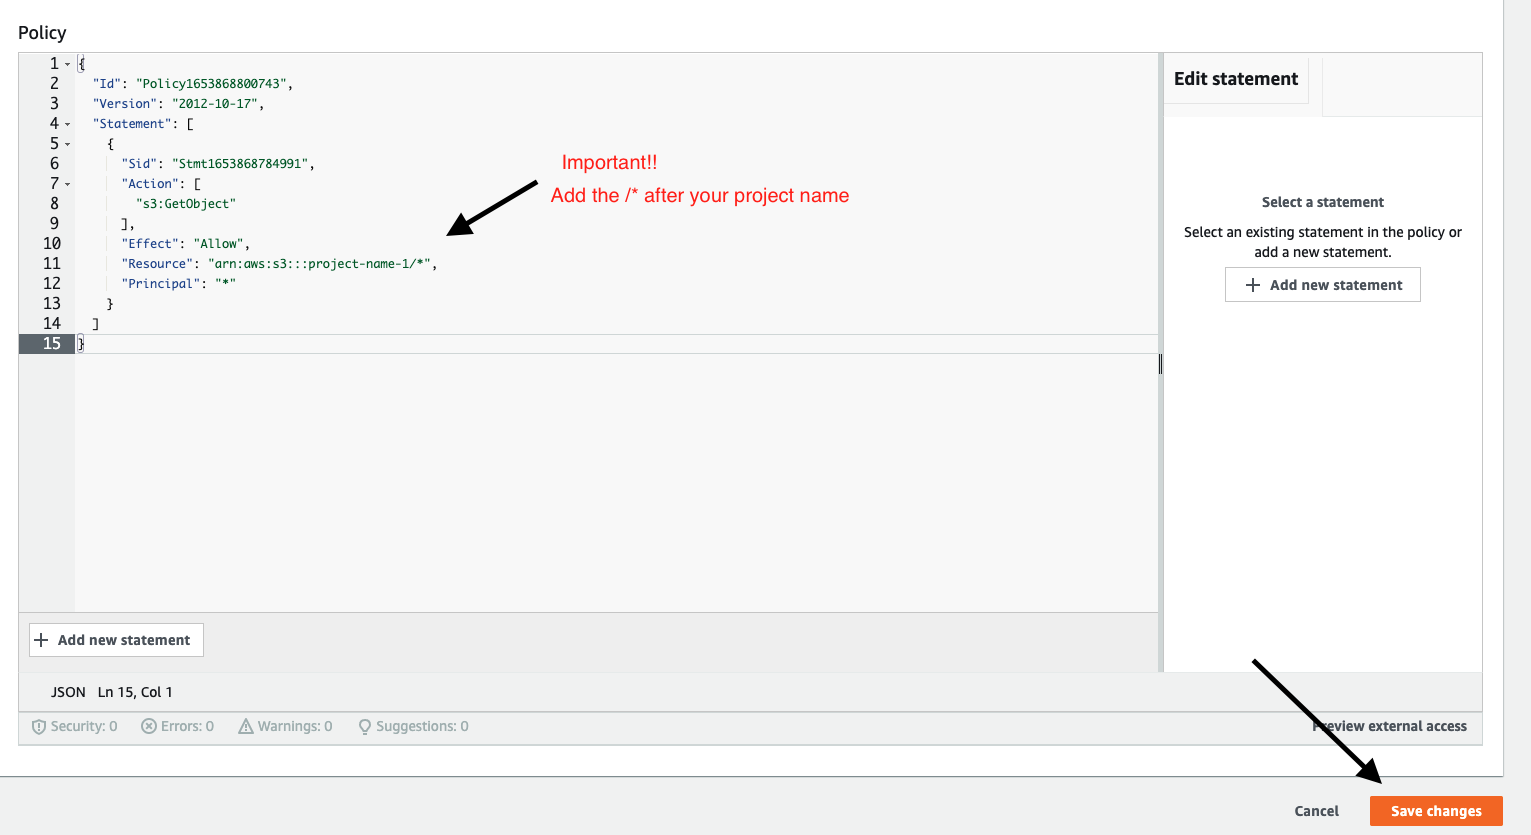 Policy
1 {
2 "Id": "Policy1653868800743",
3 "Version": "2012-10-17",
4 "Statement": [
5 {
6 "Sid": "Stmt1653868784991",
7 "Action": [
8 "s3:GetObject"
9 ],
10 "Effect": "Allow",
11 "Resource": "arn:aws:s3:::project-name-1/*",
12 "Principal": "*"
13 }
14 ]
15 }
Important!!
Add the /* after your project name
Edit statement
Select a statement
Select an existing statement in the policy or
add a new statement.
+ Add new statement
+ Add new statement
JSON Ln 15, Col 1
Security: 0 Errors: 0 Warnings: 0 Suggestions: 0
Preview external access
Cancel Save changes